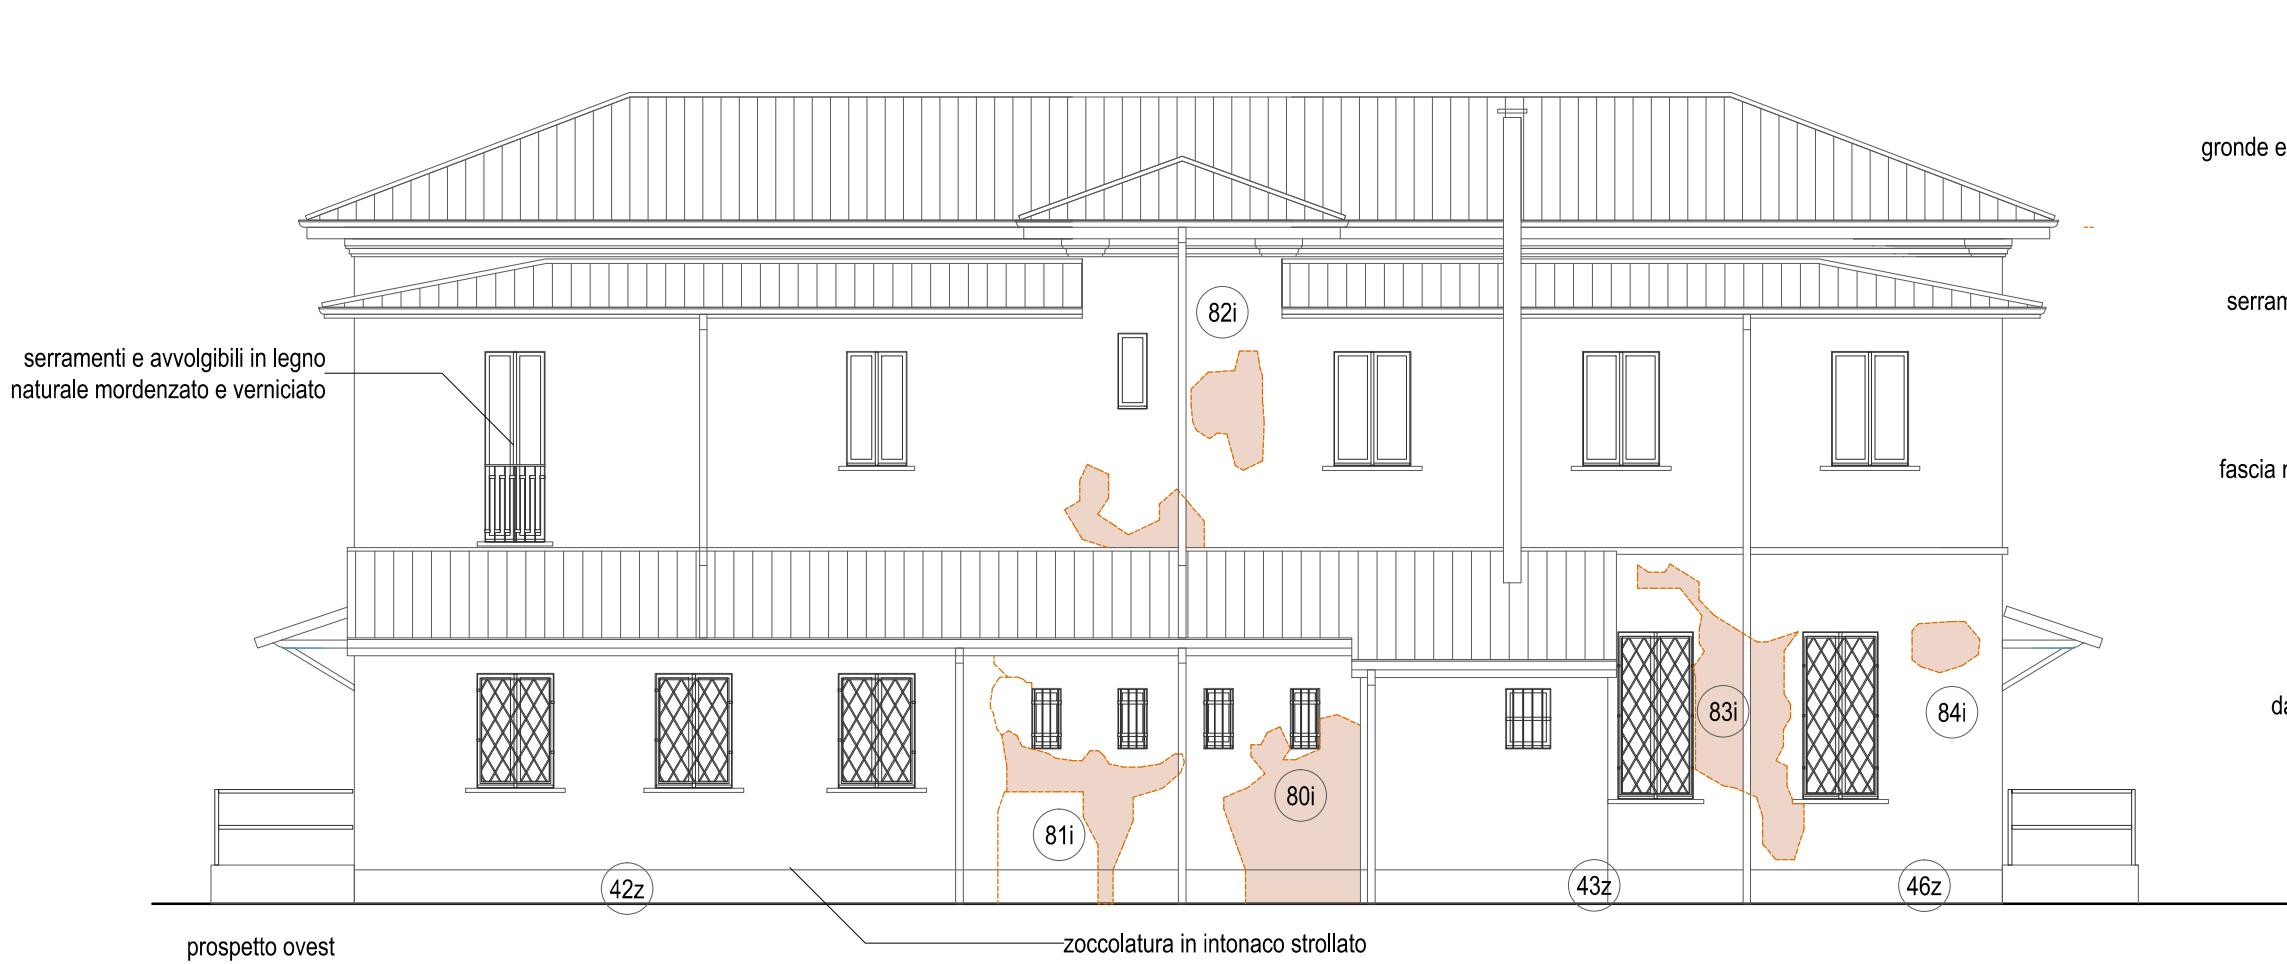 gronde e
82i
serram
serramenti e avvolgibili in legno
naturale mordenzato e verniciato
fascia r
83i
84i
da
80i
81i
42z
43z
46z
prospetto ovest
zoccolatura in intonaco strollato